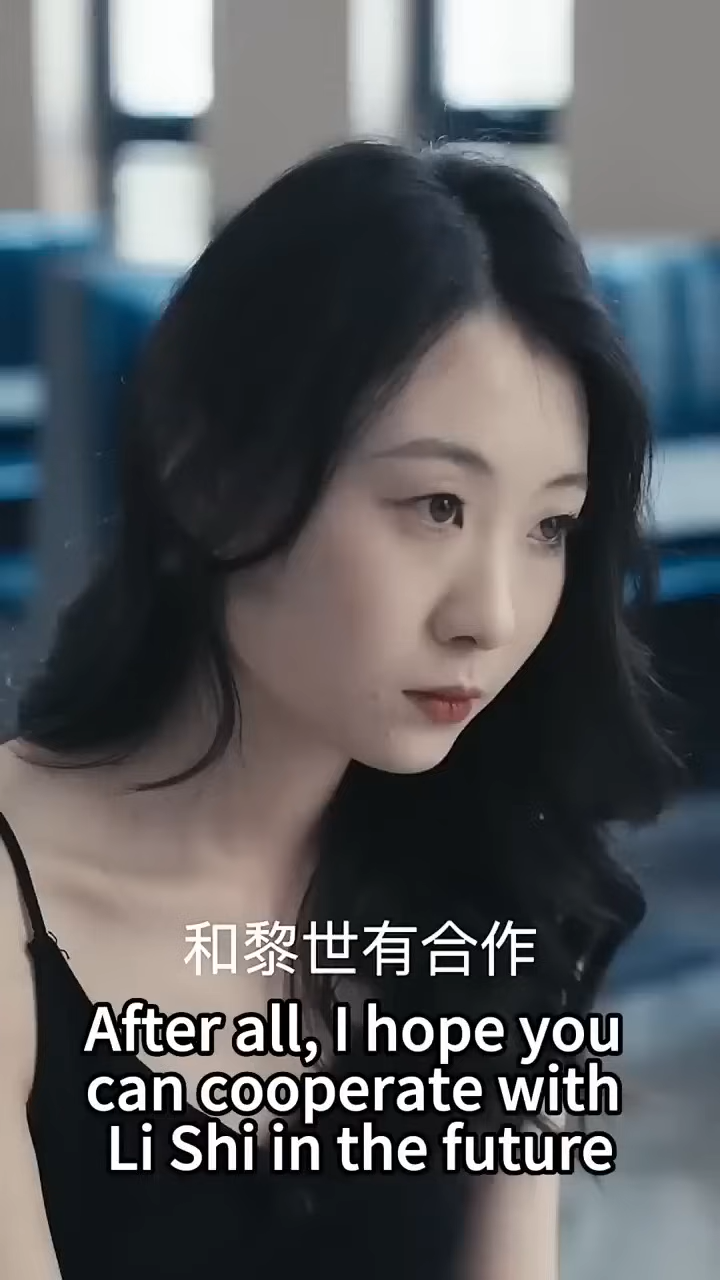 和黎世有合作
After all, I hope you
can cooperate with
Li Shi in the future